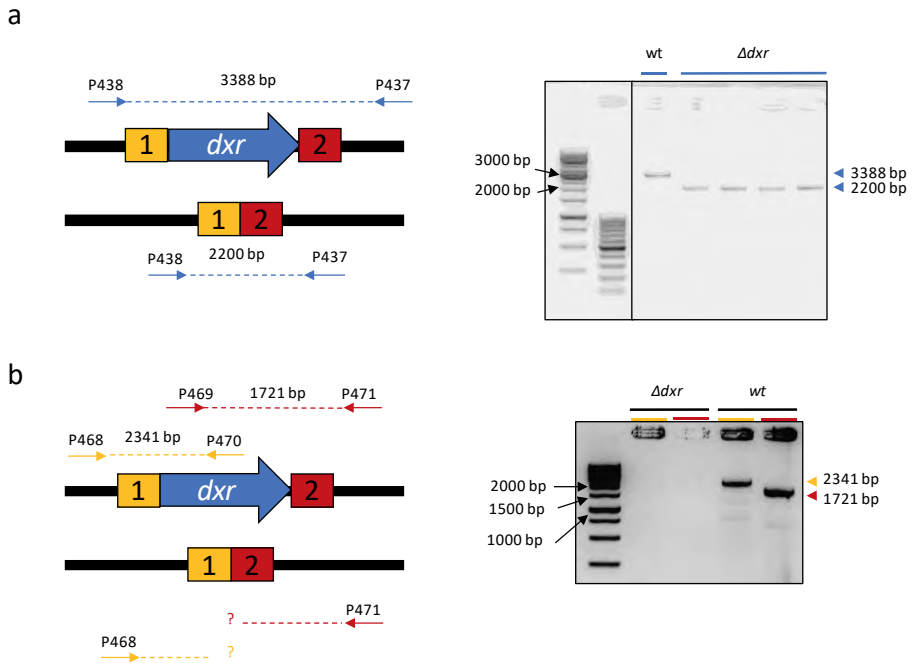 a
P438 3388 bp P437
1 dxr 2
1 2
P438 2200 bp P437
wt Δdxr
3000 bp
2000 bp
3388 bp
2200 bp
b
P469 1721 bp P471
P468 2341 bp P470
1 dxr 2
1 2
? P471
P468 ?
Δdxr wt
2000 bp
1500 bp
1000 bp
2341 bp
1721 bp